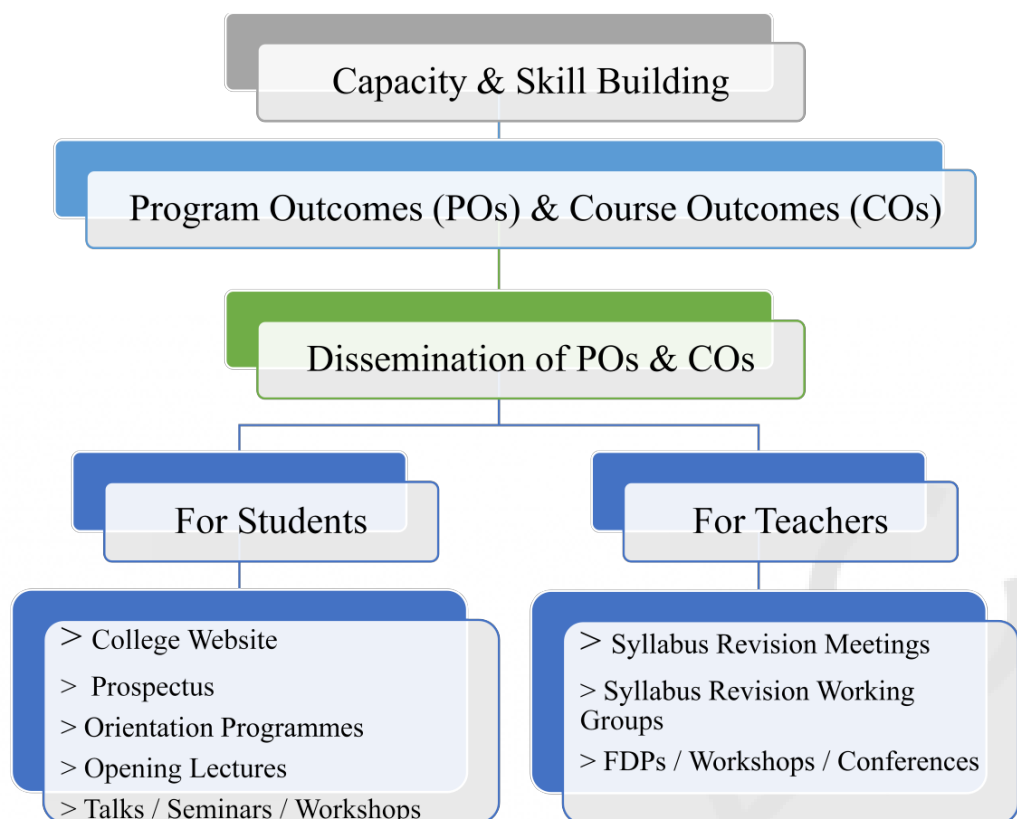 Capacity & Skill Building
Program Outcomes (POs) & Course Outcomes (COs)
Dissemination of POs & COs
For Students
For Teachers
> College Website
> Prospectus
> Orientation Programmes
> Opening Lectures
> Talks / Seminars / Workshops
> Syllabus Revision Meetings
> Syllabus Revision Working
Groups
> FDPs / Workshops / Conferences